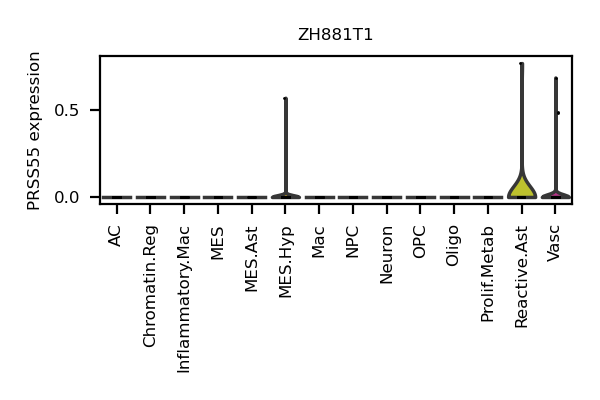 ZH881T1
PRSS55 expression
0.5
0.0
AC
Chromatin.Reg
Inflammatory.Mac
MES
MES.Ast
MES.Hyp
Mac
NPC
Neuron
OPC
Oligo
Prolif.Metab
Reactive.Ast
Vasc